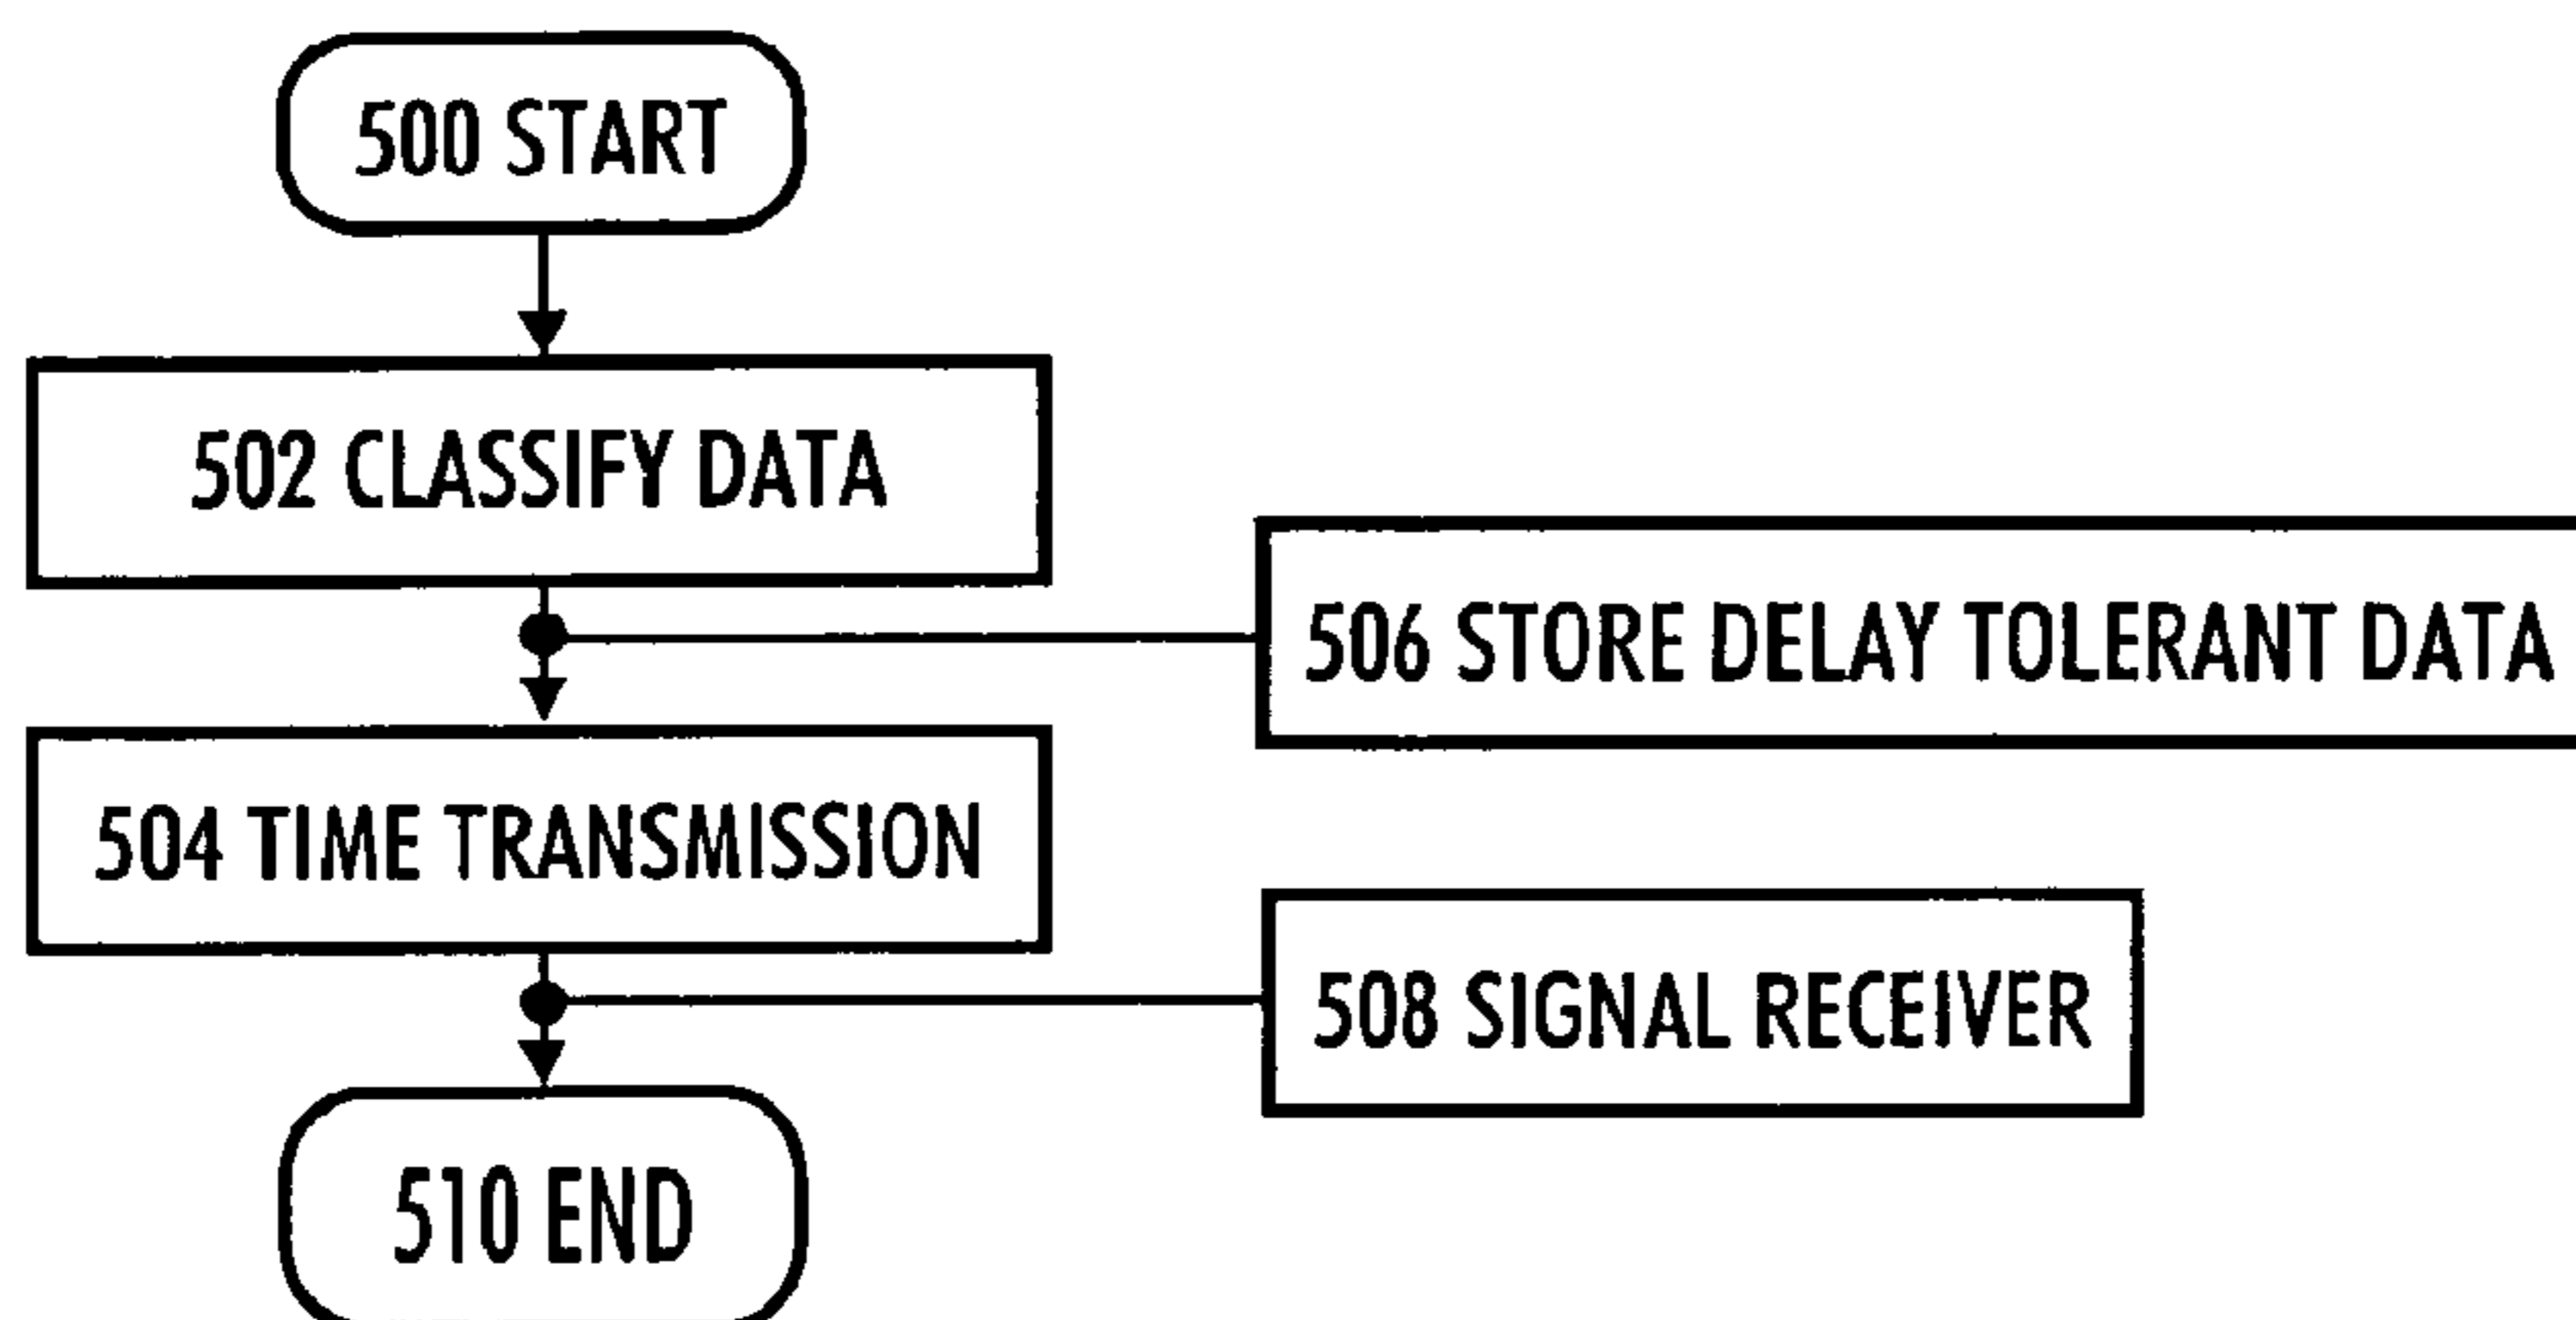 500 START
502 CLASSIFY DATA
506 STORE DELAY TOLERANT DATA
504 TIME TRANSMISSION
508 SIGNAL RECEIVER
510 END